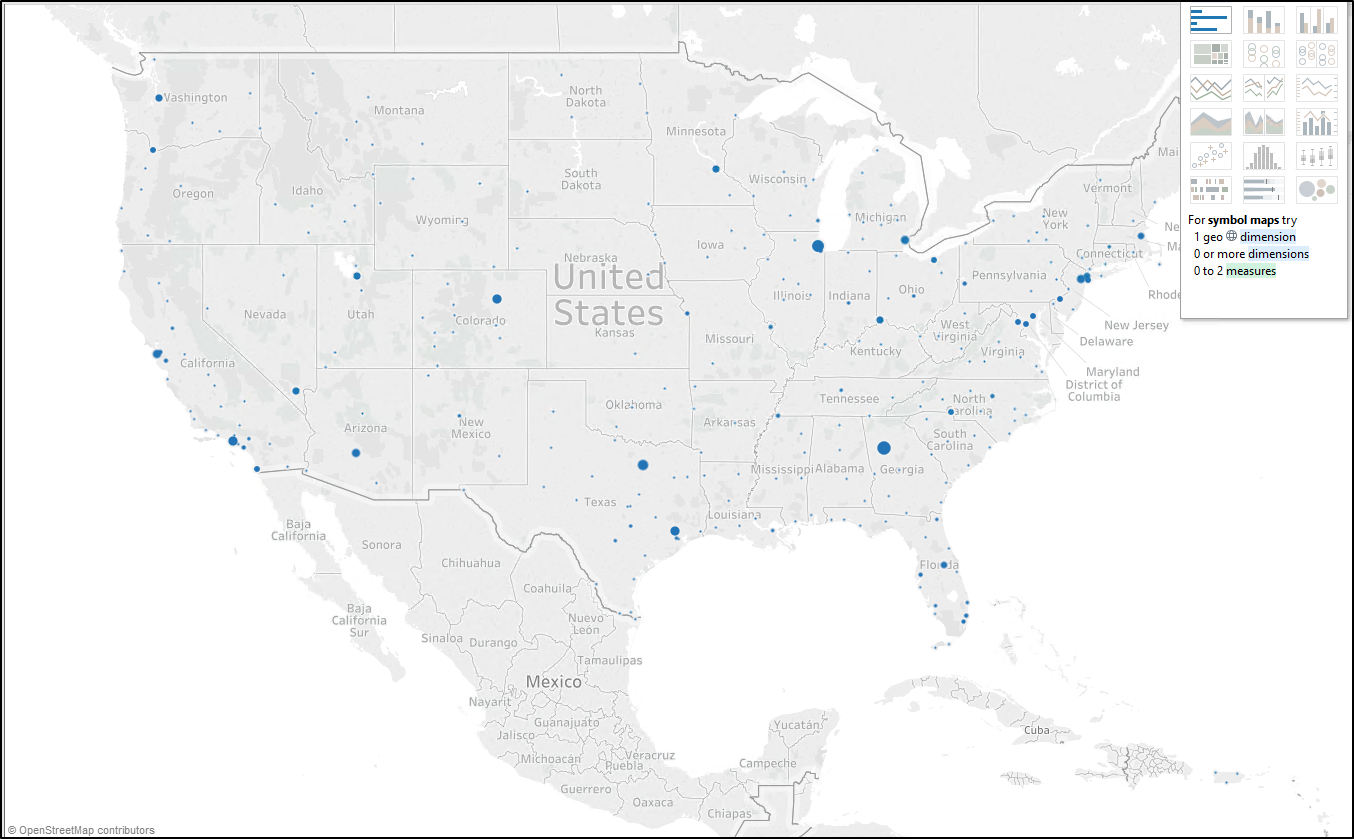 Washington
Montana
North
Dakota
Minnesota
Mai
Oregon
Idaho
South
Dakota
Wisconsin
Vermont
Wyoming
Michigan
New
York
Ne
Ma
Iowa
Nebraska
Connecticut
United
States
Pennsylvania
Nevada
Utah
Colorado
Illinois
Indiana
Ohio
Rhode
Kansas
Missouri
West
Virginia
New Jersey
Delaware
California
Kentucky
Virginia
Maryland
District of
Columbia
Arizona
New
Mexico
Oklahoma
Arkansas
Tennessee
North
Carolina
South
Carolina
Mississippi
Alabama
Georgia
Texas
Louisiana
Baja
California
Sonora
Chihuahua
Florida
Coahuila
Baja
California
Sur
Sinaloa
Durango
Nuevo
León
Tamaulipas
México
Nayarit
Guanajuato
Jalisco
Michoacán
Veracruz
Puebla
Guerrero
Oaxaca
Yucatán
Campeche
Chiapas
Cuba
For symbol maps try
1 geo dimension
0 or more dimensions
0 to 2 measures
© OpenStreetMap contributors